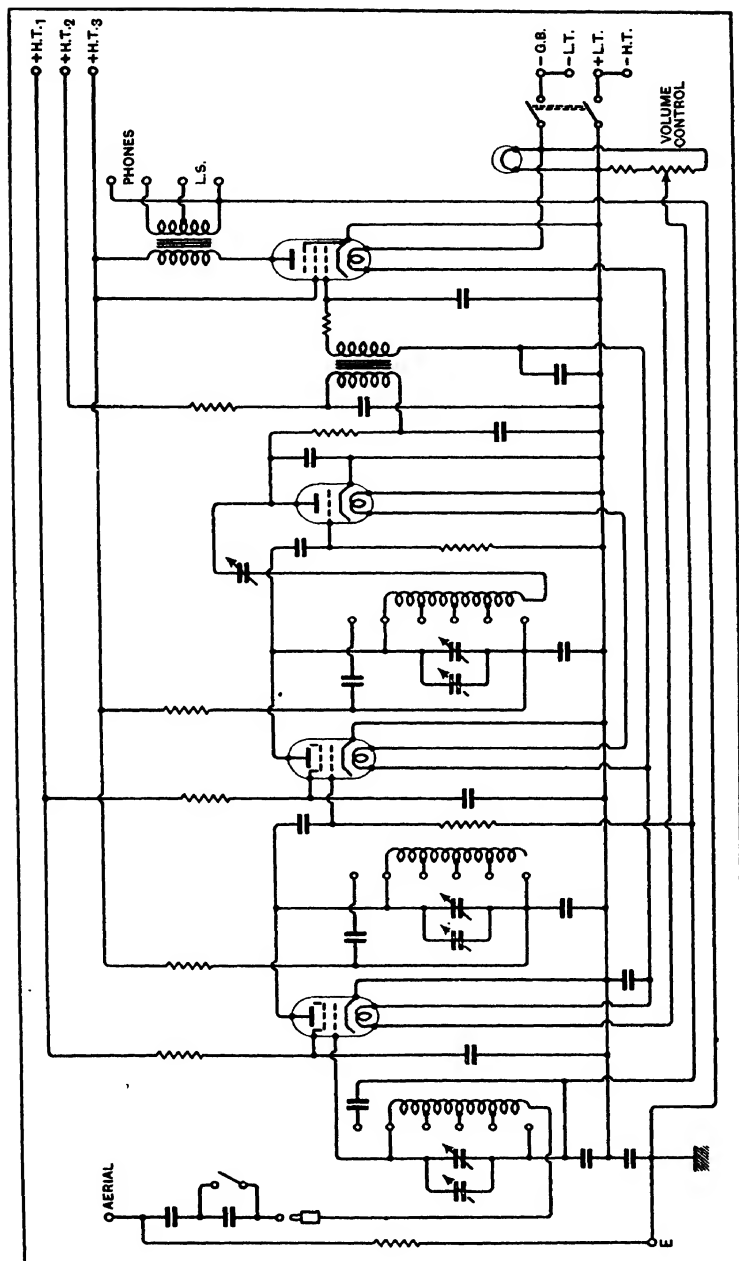 +H.T.1
+H.T.2
+H.T.3
PHONES
L.S.
-G.B.
-L.T.
+L.T.
-H.T.
VOLUME
CONTROL
AERIAL
E